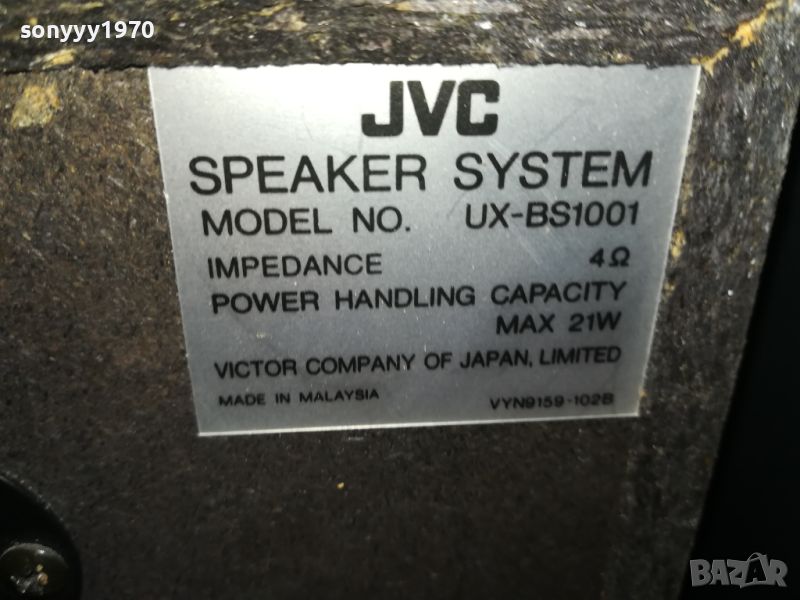 sonyyy1970
JVC
SPEAKER SYSTEM
MODEL NO. UX-BS1001
IMPEDANCE 4Ω
POWER HANDLING CAPACITY
MAX 21W
VICTOR COMPANY OF JAPAN, LIMITED
MADE IN MALAYSIA VYN9159-102B
BAZAR